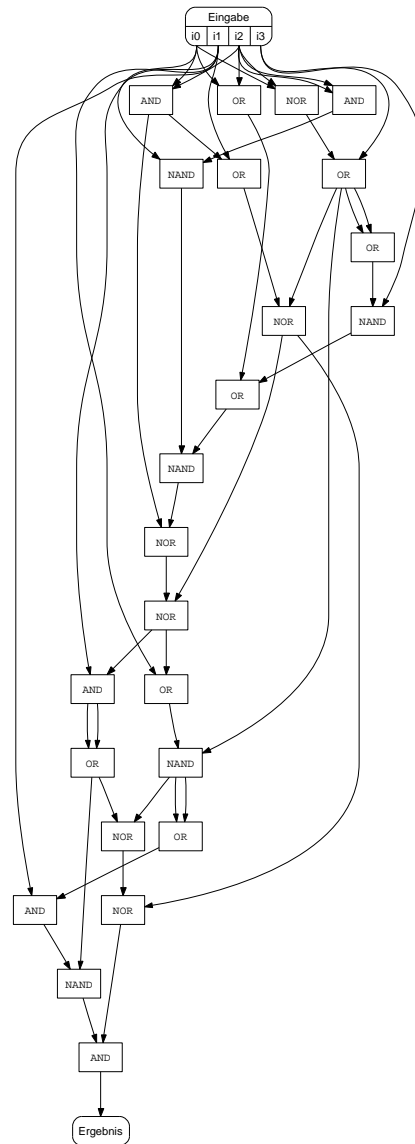 Eingabe
i0 i1 i2 i3
AND OR NOR AND
NAND OR OR
OR
NOR NAND
OR
NAND
NOR
NOR
AND OR
OR NAND
NOR OR
AND NOR
NAND
AND
Ergebnis